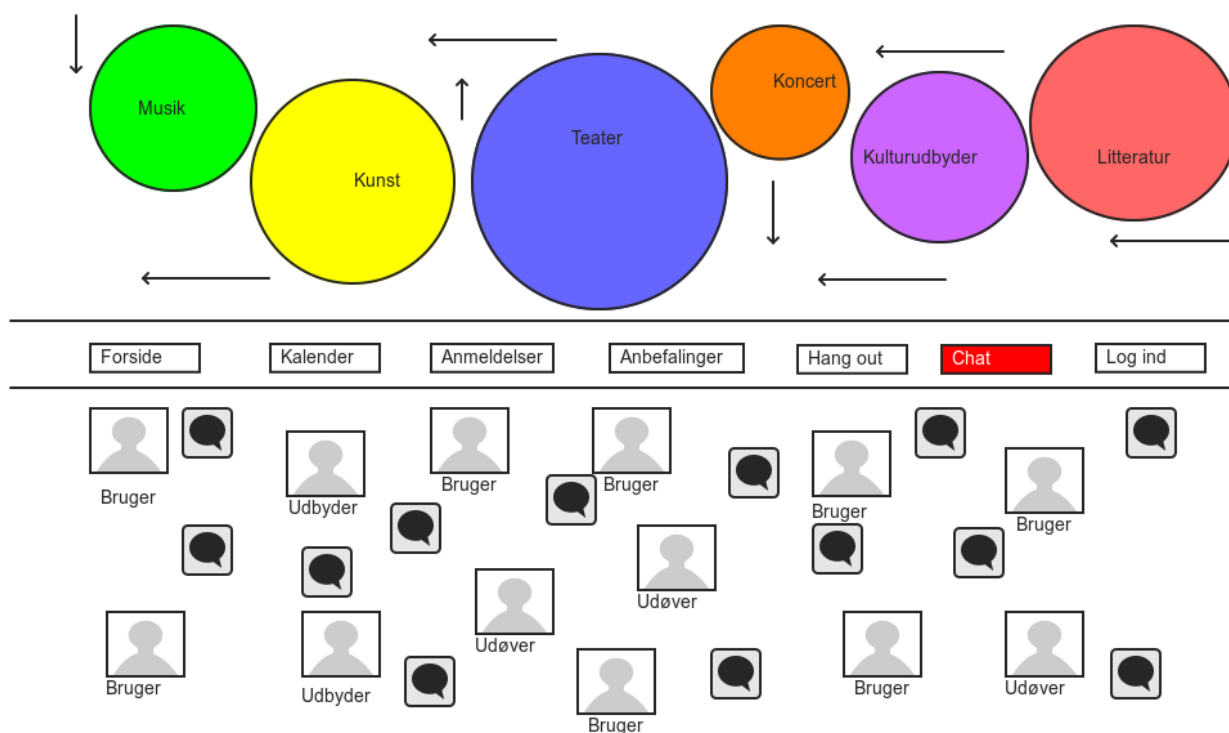 Musik
Kunst
Teater
Koncert
Kulturudbyder
Litteratur
Forside
Kalender
Anmeldelser
Anbefalinger
Hang out
Chat
Log ind
Bruger
Udbyder
Bruger
Bruger
Bruger
Bruger
Udøver
Udøver
Bruger
Udbyder
Bruger
Bruger
Udøver